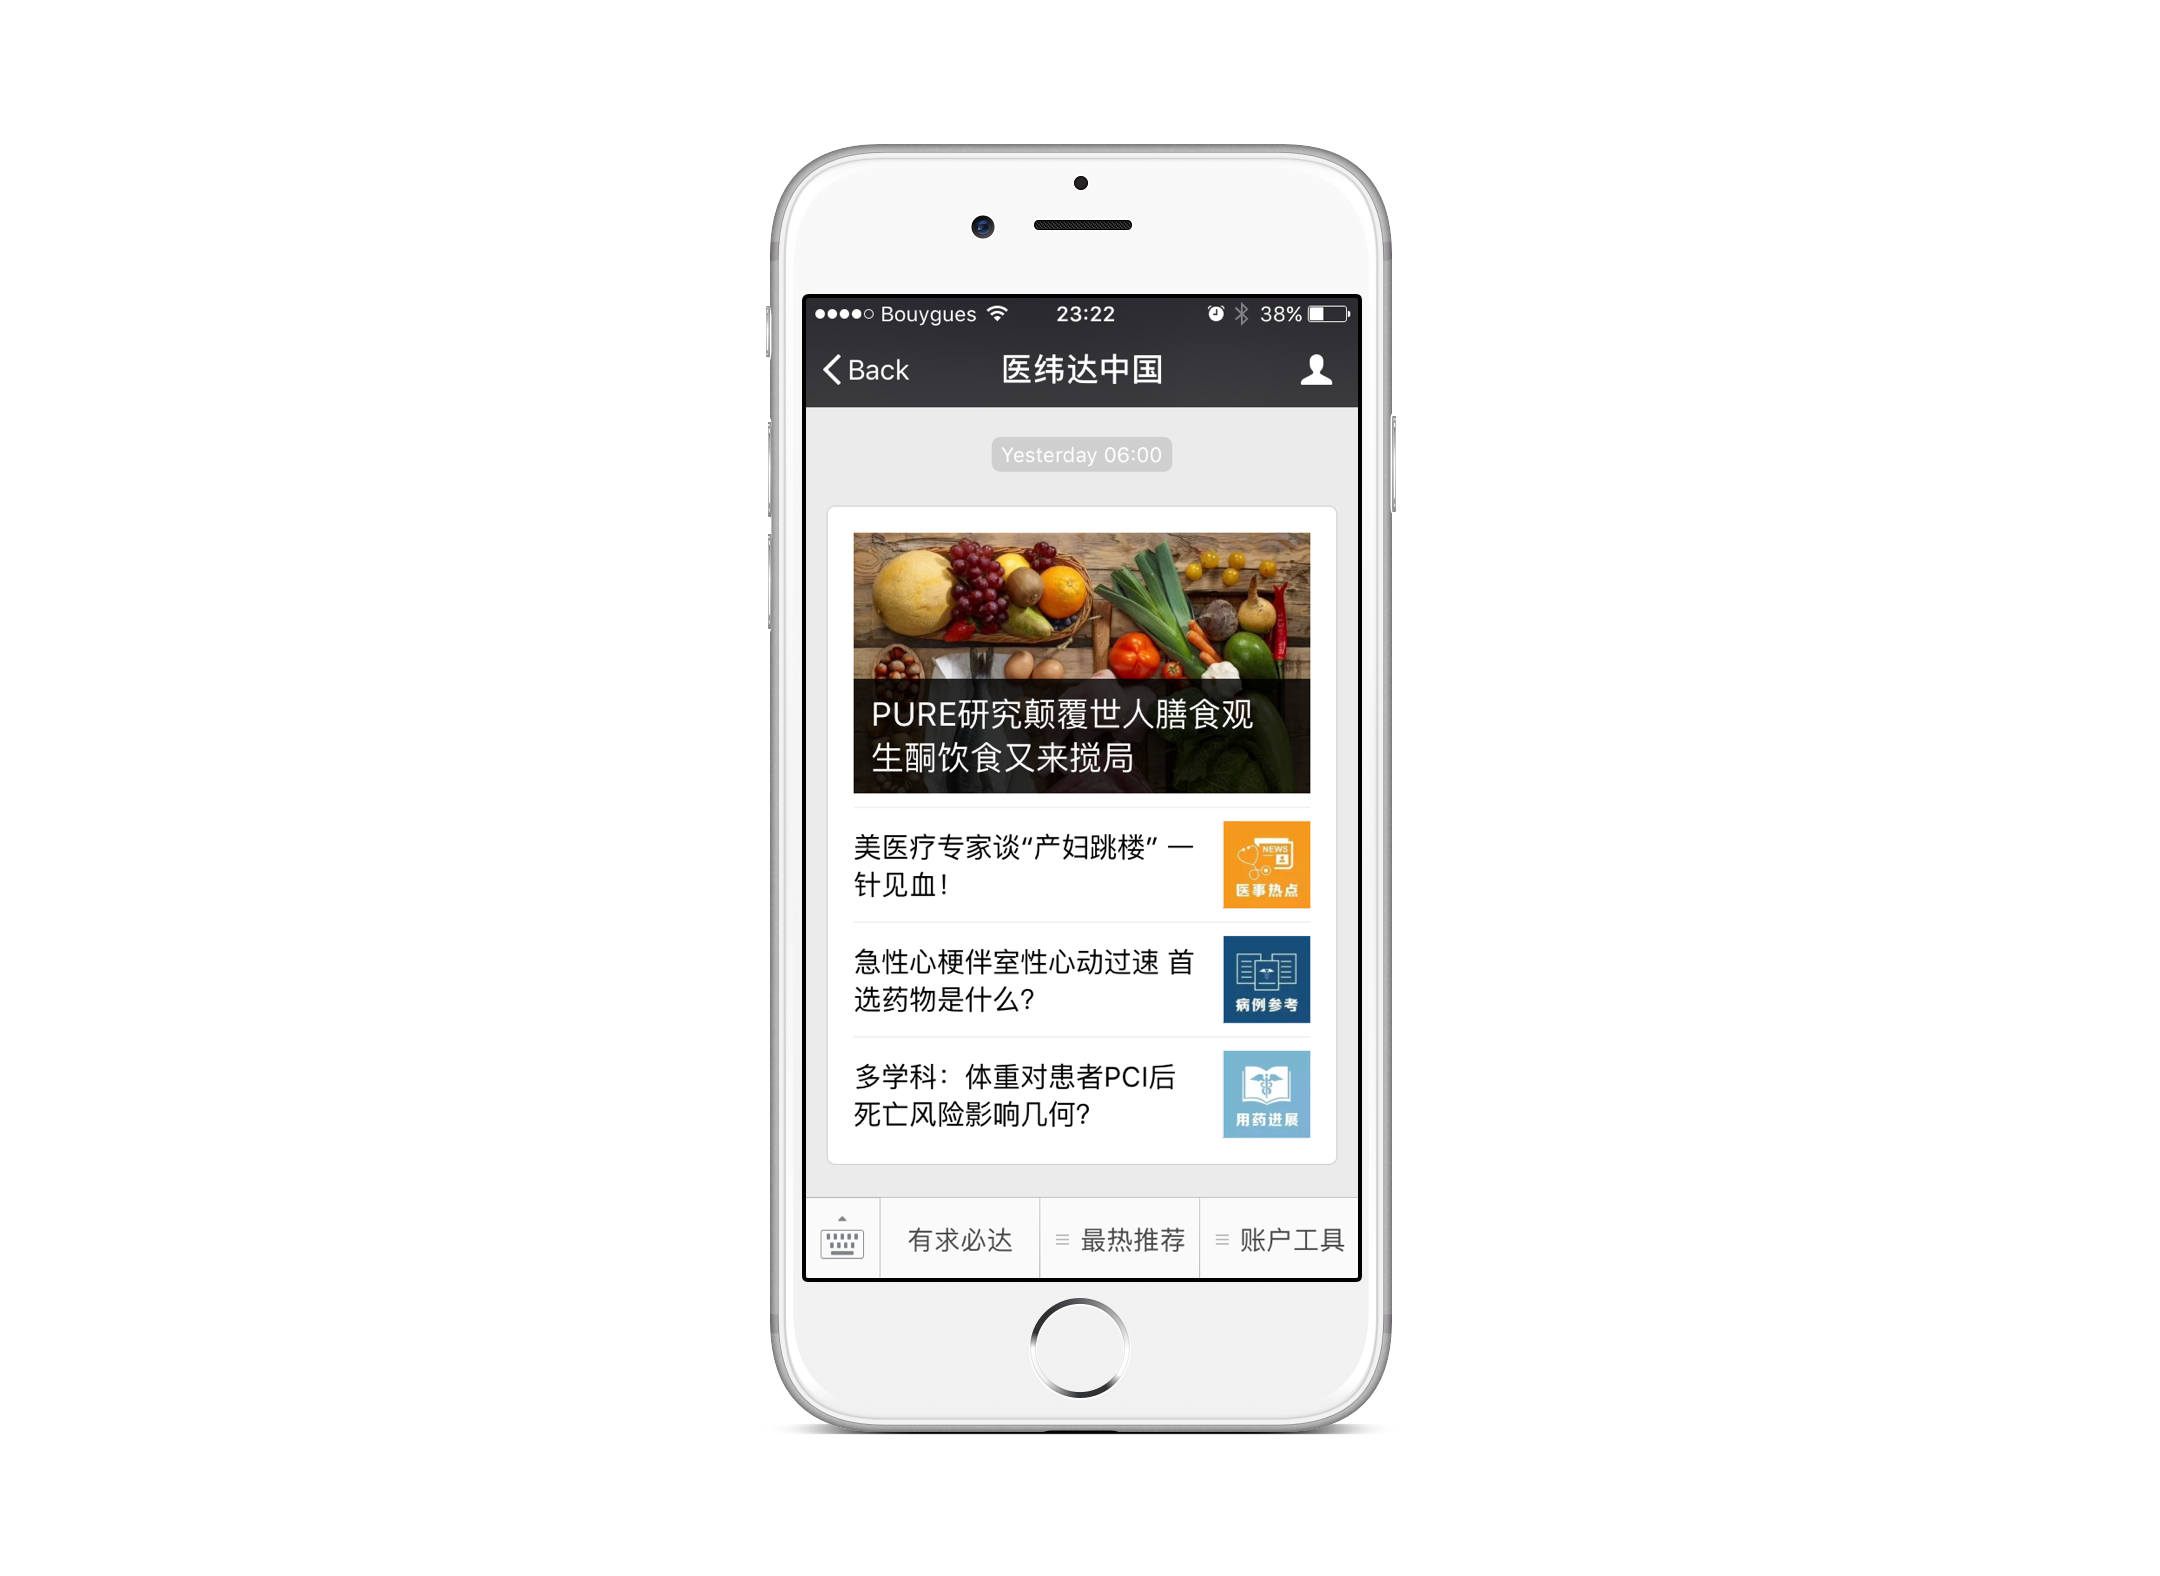 Bouygues 23:22 38%
Back 医纬达中国
Yesterday 06:00
PURE研究颠覆世人膳食观
生酮饮食又来搅局
美医疗专家谈“产妇跳楼” 一
针见血！
NEWS
医事热点
急性心梗伴室性心动过速 首
选药物是什么？
病例参考
多学科：体重对患者PCI后
死亡风险影响几何？
用药进展
有求必达 最热推荐 账户工具